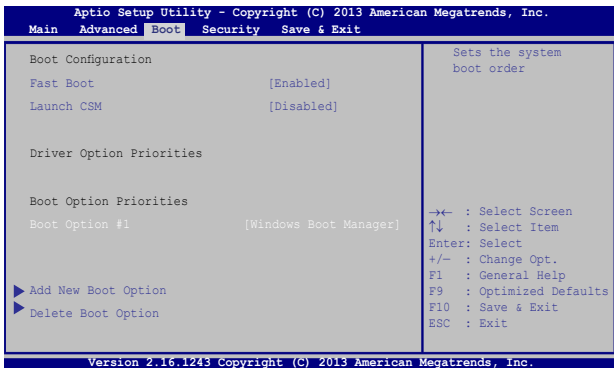 Aptio Setup Utility - Copyright (C) 2013 American Megatrends, Inc.
Main Advanced Boot Security Save & Exit
Boot Configuration
Fast Boot [Enabled]
Launch CSM [Disabled]
Driver Option Priorities
Boot Option Priorities
Boot Option #1 [Windows Boot Manager]
Add New Boot Option
Delete Boot Option
Sets the system
boot order
→← : Select Screen
↑↓ : Select Item
Enter: Select
+/— : Change Opt.
F1 : General Help
F9 : Optimized Defaults
F10 : Save & Exit
ESC : Exit
Version 2.16.1243 Copyright (C) 2013 American Megatrends, Inc.